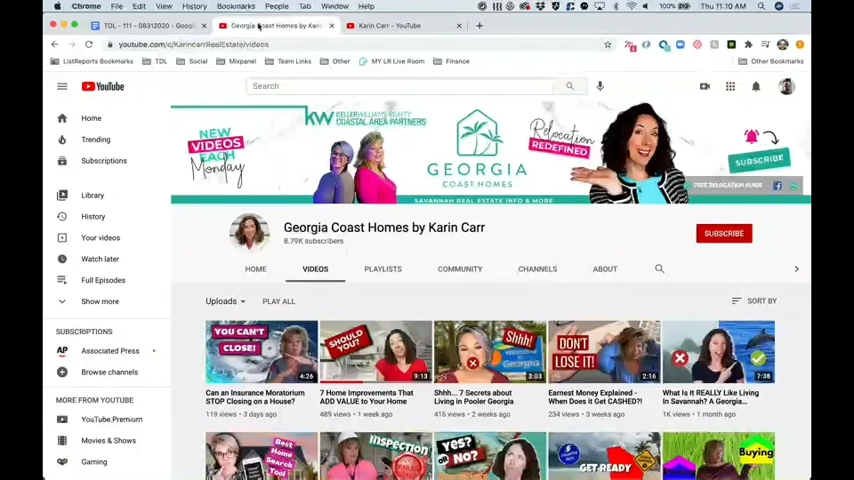 Chrome File Edit View History Bookmarks People Tab Window Help 100% Thu 11:10 AM
TDL - 111 - 08312020 - Googl
Georgia Coast Homes by Kari
Karin Carr - YouTube
youtube.com/c/KarincarrRealEstate/videos
ListReports Bookmarks TDL Social Mixpanel Team Links Other MY LR Live Room Finance Other Bookmarks
YouTube
Search
Home
Trending
Subscriptions
Library
History
Your videos
Watch later
Full Episodes
Show more
SUBSCRIPTIONS
AP Associated Press
Browse channels
MORE FROM YOUTUBE
YouTube Premium
Movies & Shows
Gaming
NEW
VIDEOS
EACH
Monday
KW KELLERWILLIAMS REALTY
COASTAL AREA PARTNERS
GEORGIA
COAST HOMES
Relocation
REDEFINED
SUBSCRIBE
FREE RELOCATION GUIDE
SAVANNAH REAL ESTATE INFO & MORE
Georgia Coast Homes by Karin Carr
8.79K subscribers
SUBSCRIBE
HOME VIDEOS PLAYLISTS COMMUNITY CHANNELS ABOUT
Uploads PLAY ALL SORT BY
YOU CAN'T
CLOSE!
4:26
Can an Insurance Moratorium
STOP Closing on a House?
119 views • 3 days ago
SHOULD
YOU?
9:13
7 Home Improvements That
ADD VALUE to Your Home
489 views • 1 week ago
Shhh!
3:03
Shhh... 7 Secrets about
Living in Pooler Georgia
416 views • 2 weeks ago
DON'T
LOSE IT!
2:16
Earnest Money Explained -
When Does it Get CASHED?!
234 views • 3 weeks ago
7:38
What Is It REALLY Like Living
In Savannah? A Georgia...
1K views • 1 month ago
Best
Home
Search
Tool
INSPECTION
YES?
or NO?
GET READY
Buying